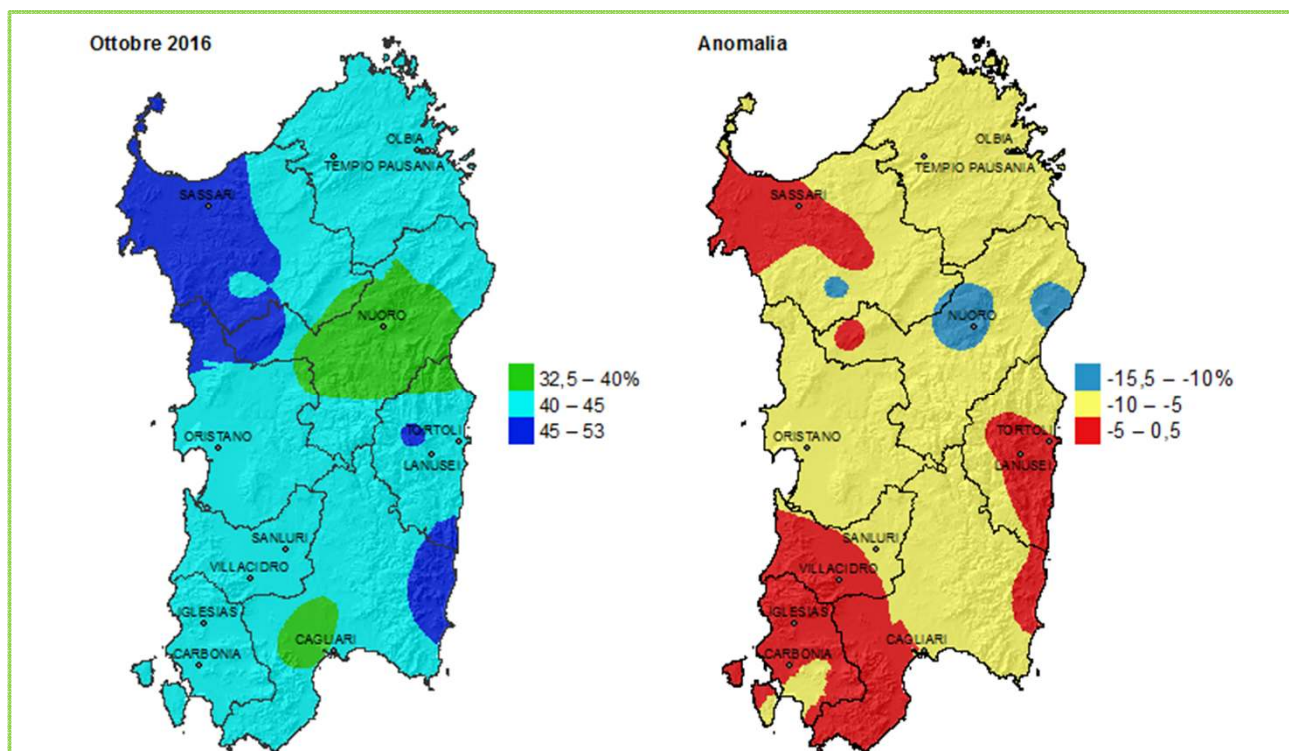 Ottobre 2016
OLBIA
TEMPIO PAUSANIA
SASSARI
NUORO
TORTOLI
ORISTANO
LANUSEI
SANLURI
VILLACIDRO
IGLESIAS
CAGLIARI
CARBONIA
32,5 – 40%
40 – 45
45 – 53
Anomalia
OLBIA
TEMPIO PAUSANIA
SASSARI
NUORO
TORTOLI
ORISTANO
LANUSEI
SANLURI
VILLACIDRO
IGLESIAS
CAGLIARI
CARBONIA
-15,5 – -10%
-10 – -5
-5 – 0,5